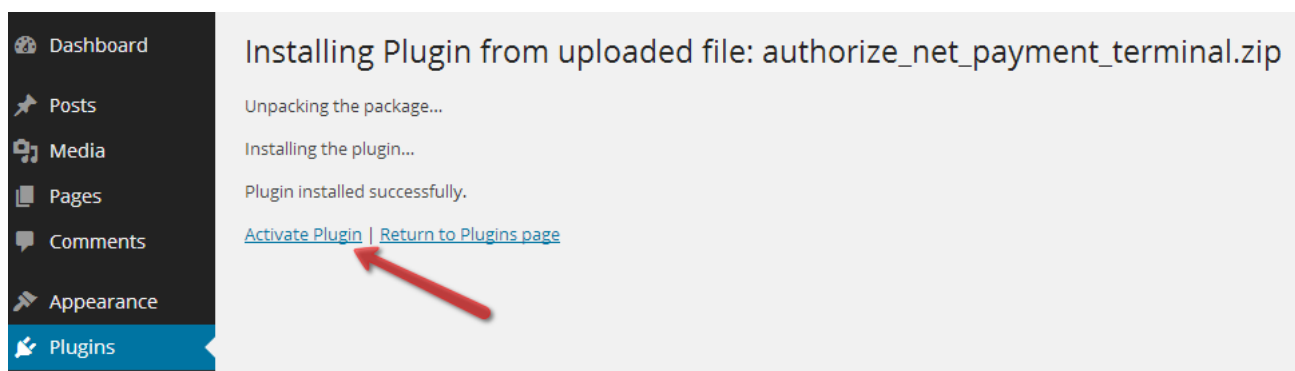 Dashboard
Posts
Media
Pages
Comments
Appearance
Plugins
Installing Plugin from uploaded file: authorize_net_payment_terminal.zip
Unpacking the package...
Installing the plugin...
Plugin installed successfully.
Activate Plugin | Return to Plugins page